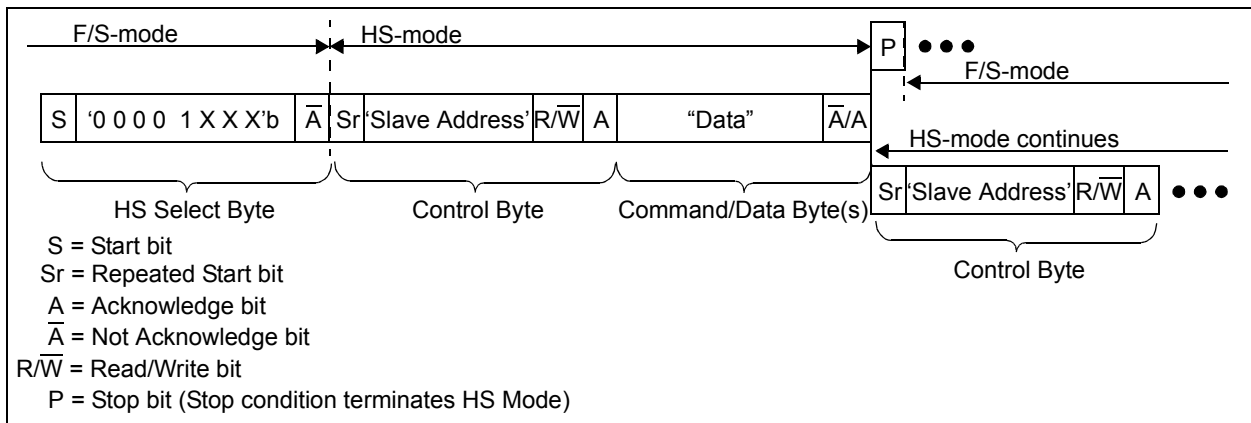 F/S-mode HS-mode P
F/S-mode
S '0 0 0 0 1 X X X'b A̅ Sr 'Slave Address' R/W̅ A "Data" A̅/A
HS-mode continues
Sr 'Slave Address' R/W̅ A
HS Select Byte Control Byte Command/Data Byte(s)
Control Byte
S = Start bit
Sr = Repeated Start bit
A = Acknowledge bit
A̅ = Not Acknowledge bit
R/W̅ = Read/Write bit
P = Stop bit (Stop condition terminates HS Mode)